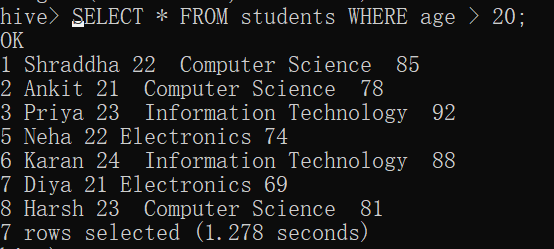 hive> SELECT * FROM students WHERE age > 20;
OK
1 Shraddha 22  Computer Science  85
2 Ankit 21  Computer Science  78
3 Priya 23  Information Technology  92
5 Neha 22 Electronics 74
6 Karan 24  Information Technology  88
7 Diya 21 Electronics 69
8 Harsh 23  Computer Science  81
7 rows selected (1.278 seconds)